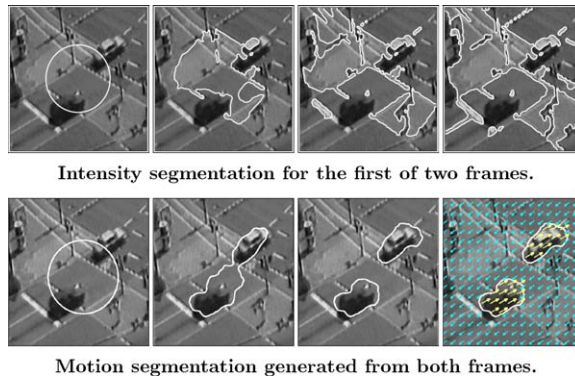 Intensity segmentation for the first of two frames.
Motion segmentation generated from both frames.